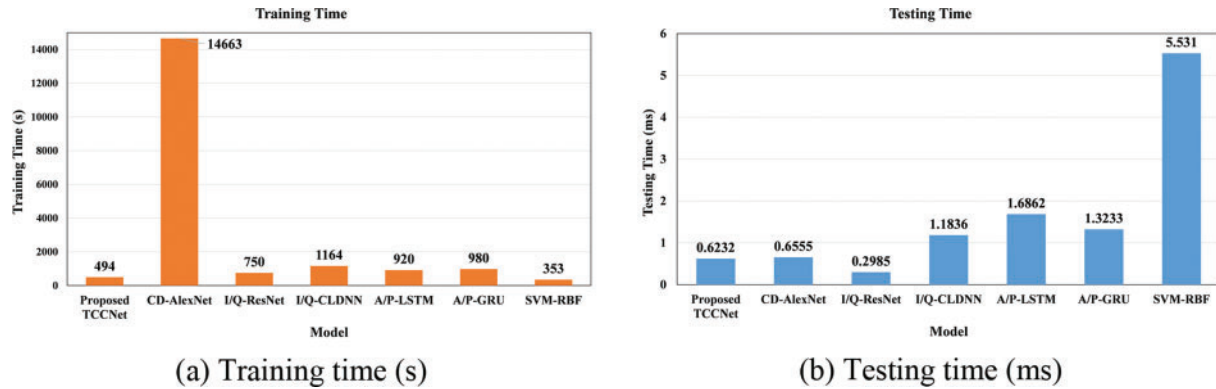 Training Time
Training Time (s)
14000
12000
10000
8000
6000
4000
2000
0
494
14663
750
1164
920
980
353
Proposed TCCNet
CD-AlexNet
I/Q-ResNet
I/Q-CLDNN
A/P-LSTM
A/P-GRU
SVM-RBF
Model
(a) Training time (s)
Testing Time
Testing Time (ms)
6
5
4
3
2
1
0
0.6232
0.6555
0.2985
1.1836
1.6862
1.3233
5.531
Proposed TCCNet
CD-AlexNet
I/Q-ResNet
I/Q-CLDNN
A/P-LSTM
A/P-GRU
SVM-RBF
Model
(b) Testing time (ms)